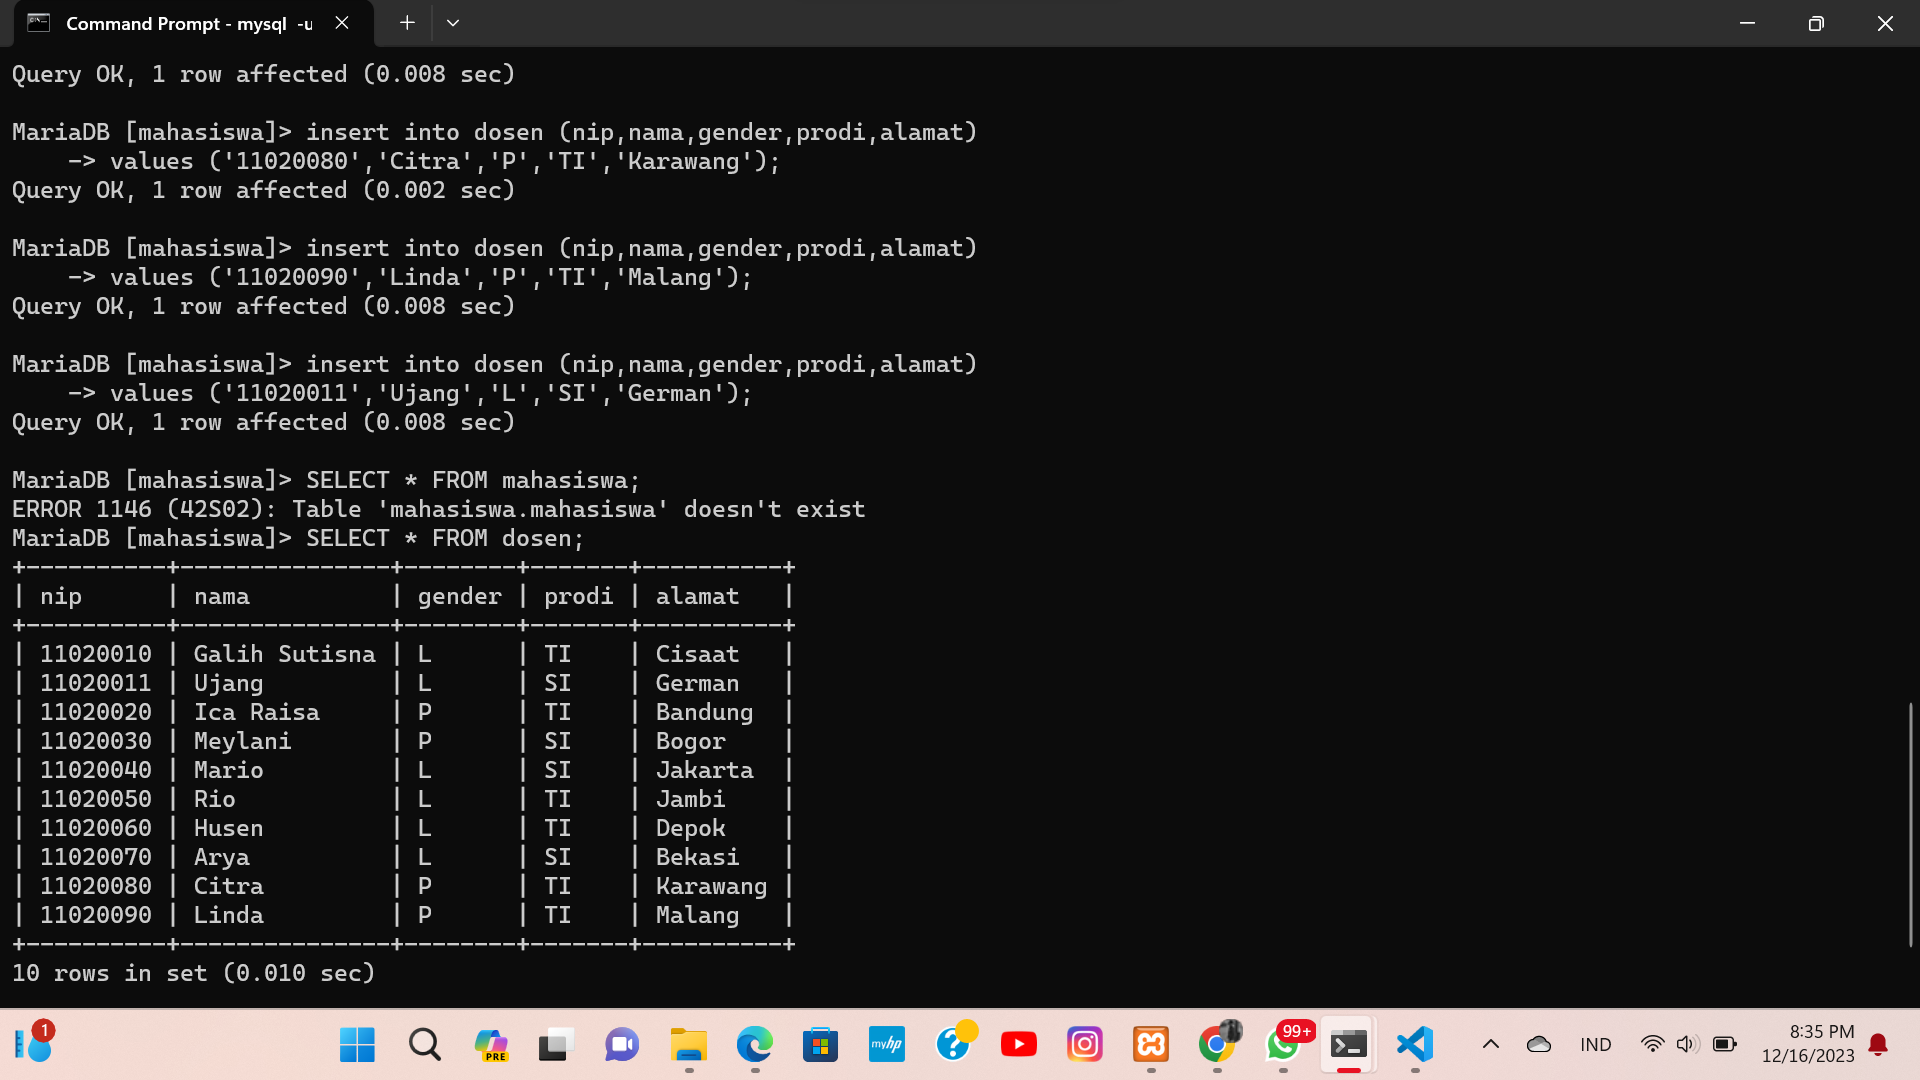 Command Prompt - mysql -u
Query OK, 1 row affected (0.008 sec)
MariaDB [mahasiswa]> insert into dosen (nip,nama,gender,prodi,alamat)
    -> values ('11020080','Citra','P','TI','Karawang');
Query OK, 1 row affected (0.002 sec)
MariaDB [mahasiswa]> insert into dosen (nip,nama,gender,prodi,alamat)
    -> values ('11020090','Linda','P','TI','Malang');
Query OK, 1 row affected (0.008 sec)
MariaDB [mahasiswa]> insert into dosen (nip,nama,gender,prodi,alamat)
    -> values ('11020011','Ujang','L','SI','German');
Query OK, 1 row affected (0.008 sec)
MariaDB [mahasiswa]> SELECT * FROM mahasiswa;
ERROR 1146 (42S02): Table 'mahasiswa.mahasiswa' doesn't exist
MariaDB [mahasiswa]> SELECT * FROM dosen;
+----------+---------------+--------+-------+----------+
| nip      | nama          | gender | prodi | alamat   |
+----------+---------------+--------+-------+----------+
| 11020010 | Galih Sutisna | L      | TI    | Cisaat   |
| 11020011 | Ujang         | L      | SI    | German   |
| 11020020 | Ica Raisa     | P      | TI    | Bandung  |
| 11020030 | Meylani       | P      | SI    | Bogor    |
| 11020040 | Mario         | L      | SI    | Jakarta  |
| 11020050 | Rio           | L      | TI    | Jambi    |
| 11020060 | Husen         | L      | TI    | Depok    |
| 11020070 | Arya          | L      | SI    | Bekasi   |
| 11020080 | Citra         | P      | TI    | Karawang |
| 11020090 | Linda         | P      | TI    | Malang   |
+----------+---------------+--------+-------+----------+
10 rows in set (0.010 sec)
1
PRE
myhp
?
99+
IND
8:35 PM
12/16/2023